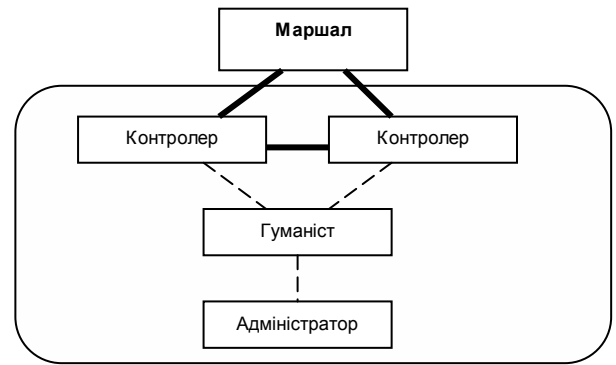 Маршал
Контролер
Контролер
Гуманіст
Адміністратор